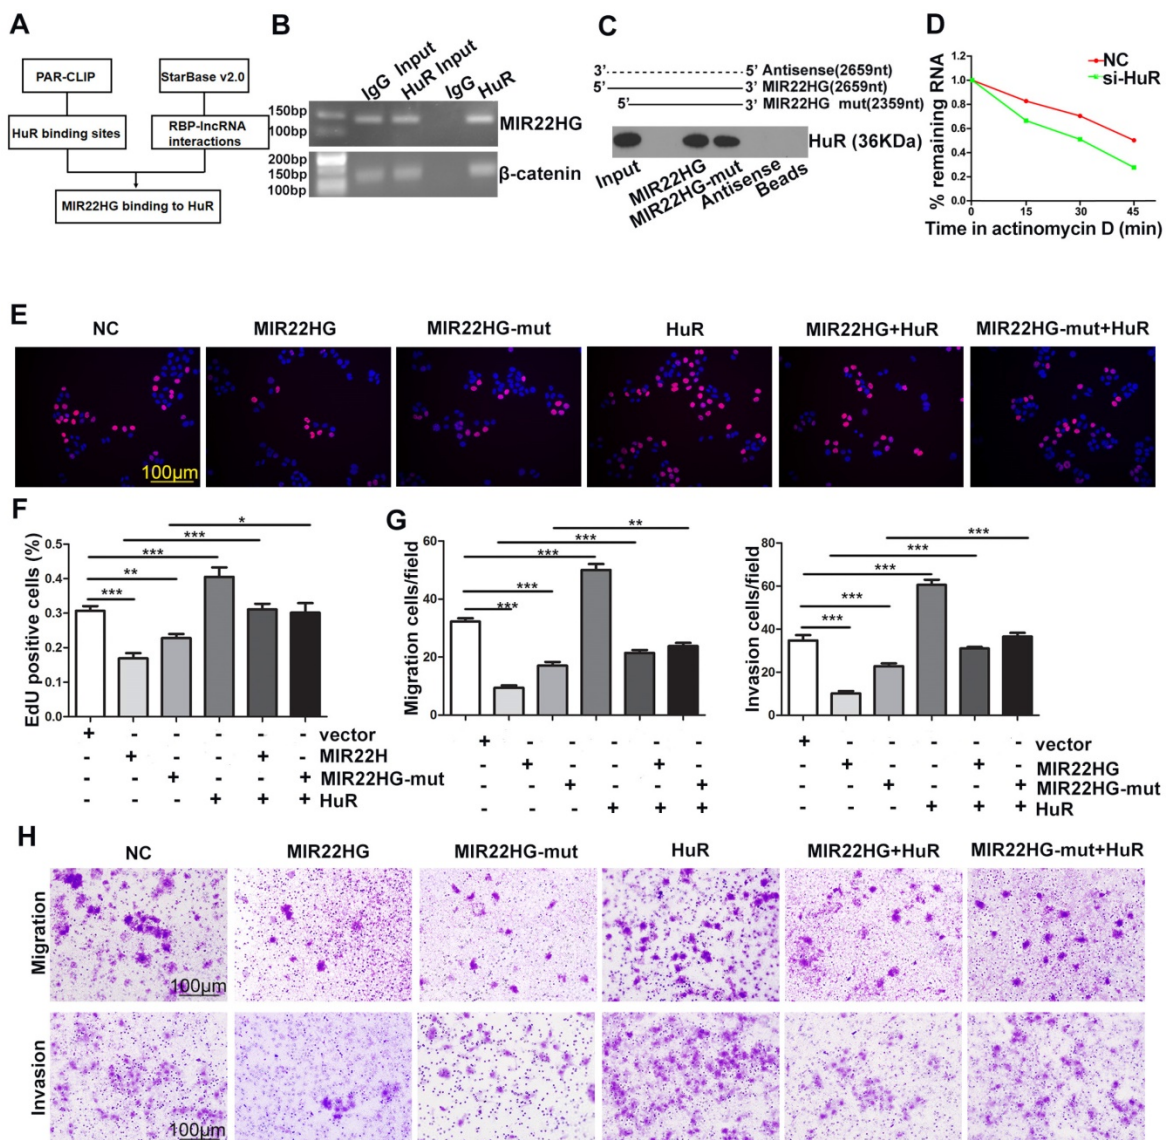 A
PAR-CLIP
StarBase v2.0
HuR binding sites
RBP-lncRNA
interactions
MIR22HG binding to HuR
B
IgG Input
HuR Input
IgG
HuR
150bp
100bp
MIR22HG
200bp
150bp
100bp
β-catenin
C
3’ 5’ Antisense(2659nt)
5’ 3’ MIR22HG(2659nt)
5’ 3’ MIR22HG mut(2359nt)
HuR (36KDa)
Input
MIR22HG
MIR22HG-mut
Antisense
Beads
D
NC
si-HuR
% remaining RNA
1.2
1.0
0.8
0.6
0.4
0.2
0.0
0 15 30 45
Time in actinomycin D (min)
E
NC MIR22HG MIR22HG-mut HuR MIR22HG+HuR MIR22HG-mut+HuR
100μm
F
EdU positive cells (%)
0.5
0.4
0.3
0.2
0.1
0.0
*
***
***
**
***
+ - - - - - vector
- + - - + - MIR22H
- - + - - + MIR22HG-mut
- - - + + + HuR
G
Migration cells/field
60
40
20
0
**
***
***
***
***
+ - - - - -
- + - - + -
- - + - - +
- - - + + +
Invasion cells/field
80
60
40
20
0
***
***
***
***
***
+ - - - - - vector
- + - - + - MIR22HG
- - + - - + MIR22HG-mut
- - - + + + HuR
H
NC MIR22HG MIR22HG-mut HuR MIR22HG+HuR MIR22HG-mut+HuR
Migration
100μm
Invasion
100μm